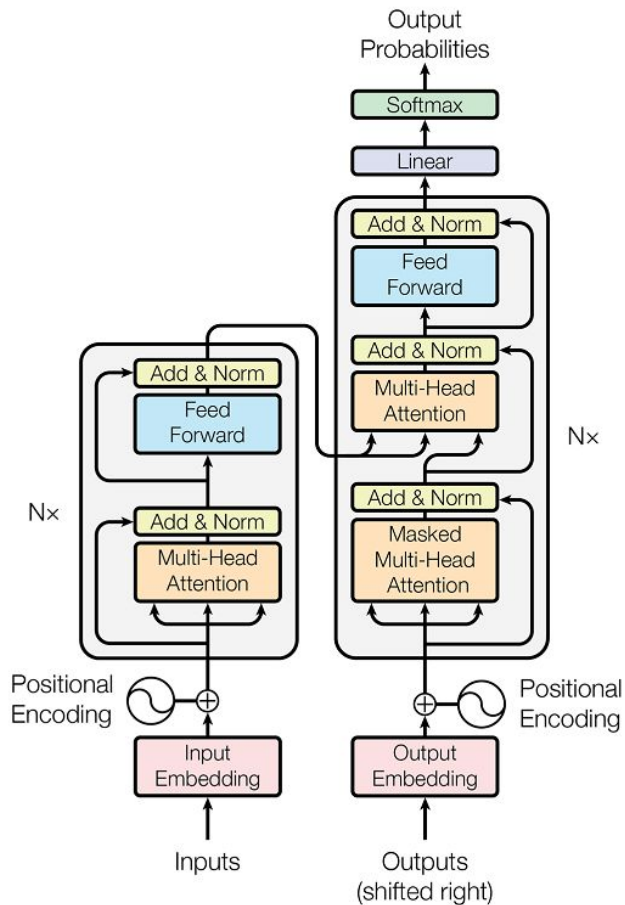 Output
Probabilities
Softmax
Linear
Add & Norm
Feed
Forward
Add & Norm
Multi-Head
Attention
Nx
Add & Norm
Masked
Multi-Head
Attention
Add & Norm
Feed
Forward
Nx
Add & Norm
Multi-Head
Attention
Positional
Encoding
Positional
Encoding
Input
Embedding
Output
Embedding
Inputs
Outputs
(shifted right)